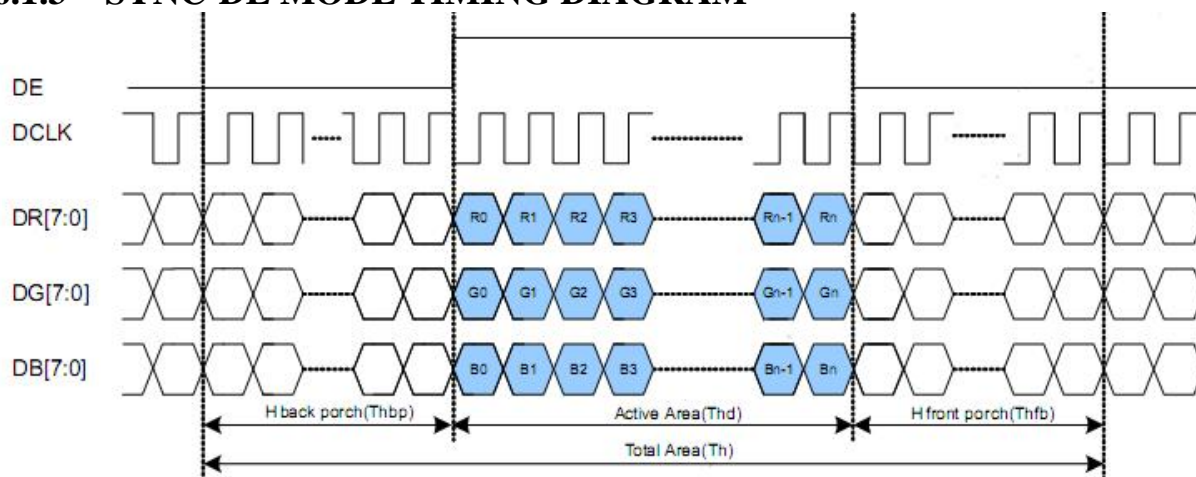 SYNC DE MODE TIMING DIAGRAM
DE
DCLK
DR[7:0] R0 R1 R2 R3 Rn-1 Rn
DG[7:0] G0 G1 G2 G3 Gn-1 Gn
DB[7:0] B0 B1 B2 B3 Bn-1 Bn
H back porch(Thbp) Active Area(Thd) H front porch(Thfb)
Total Area(Th)